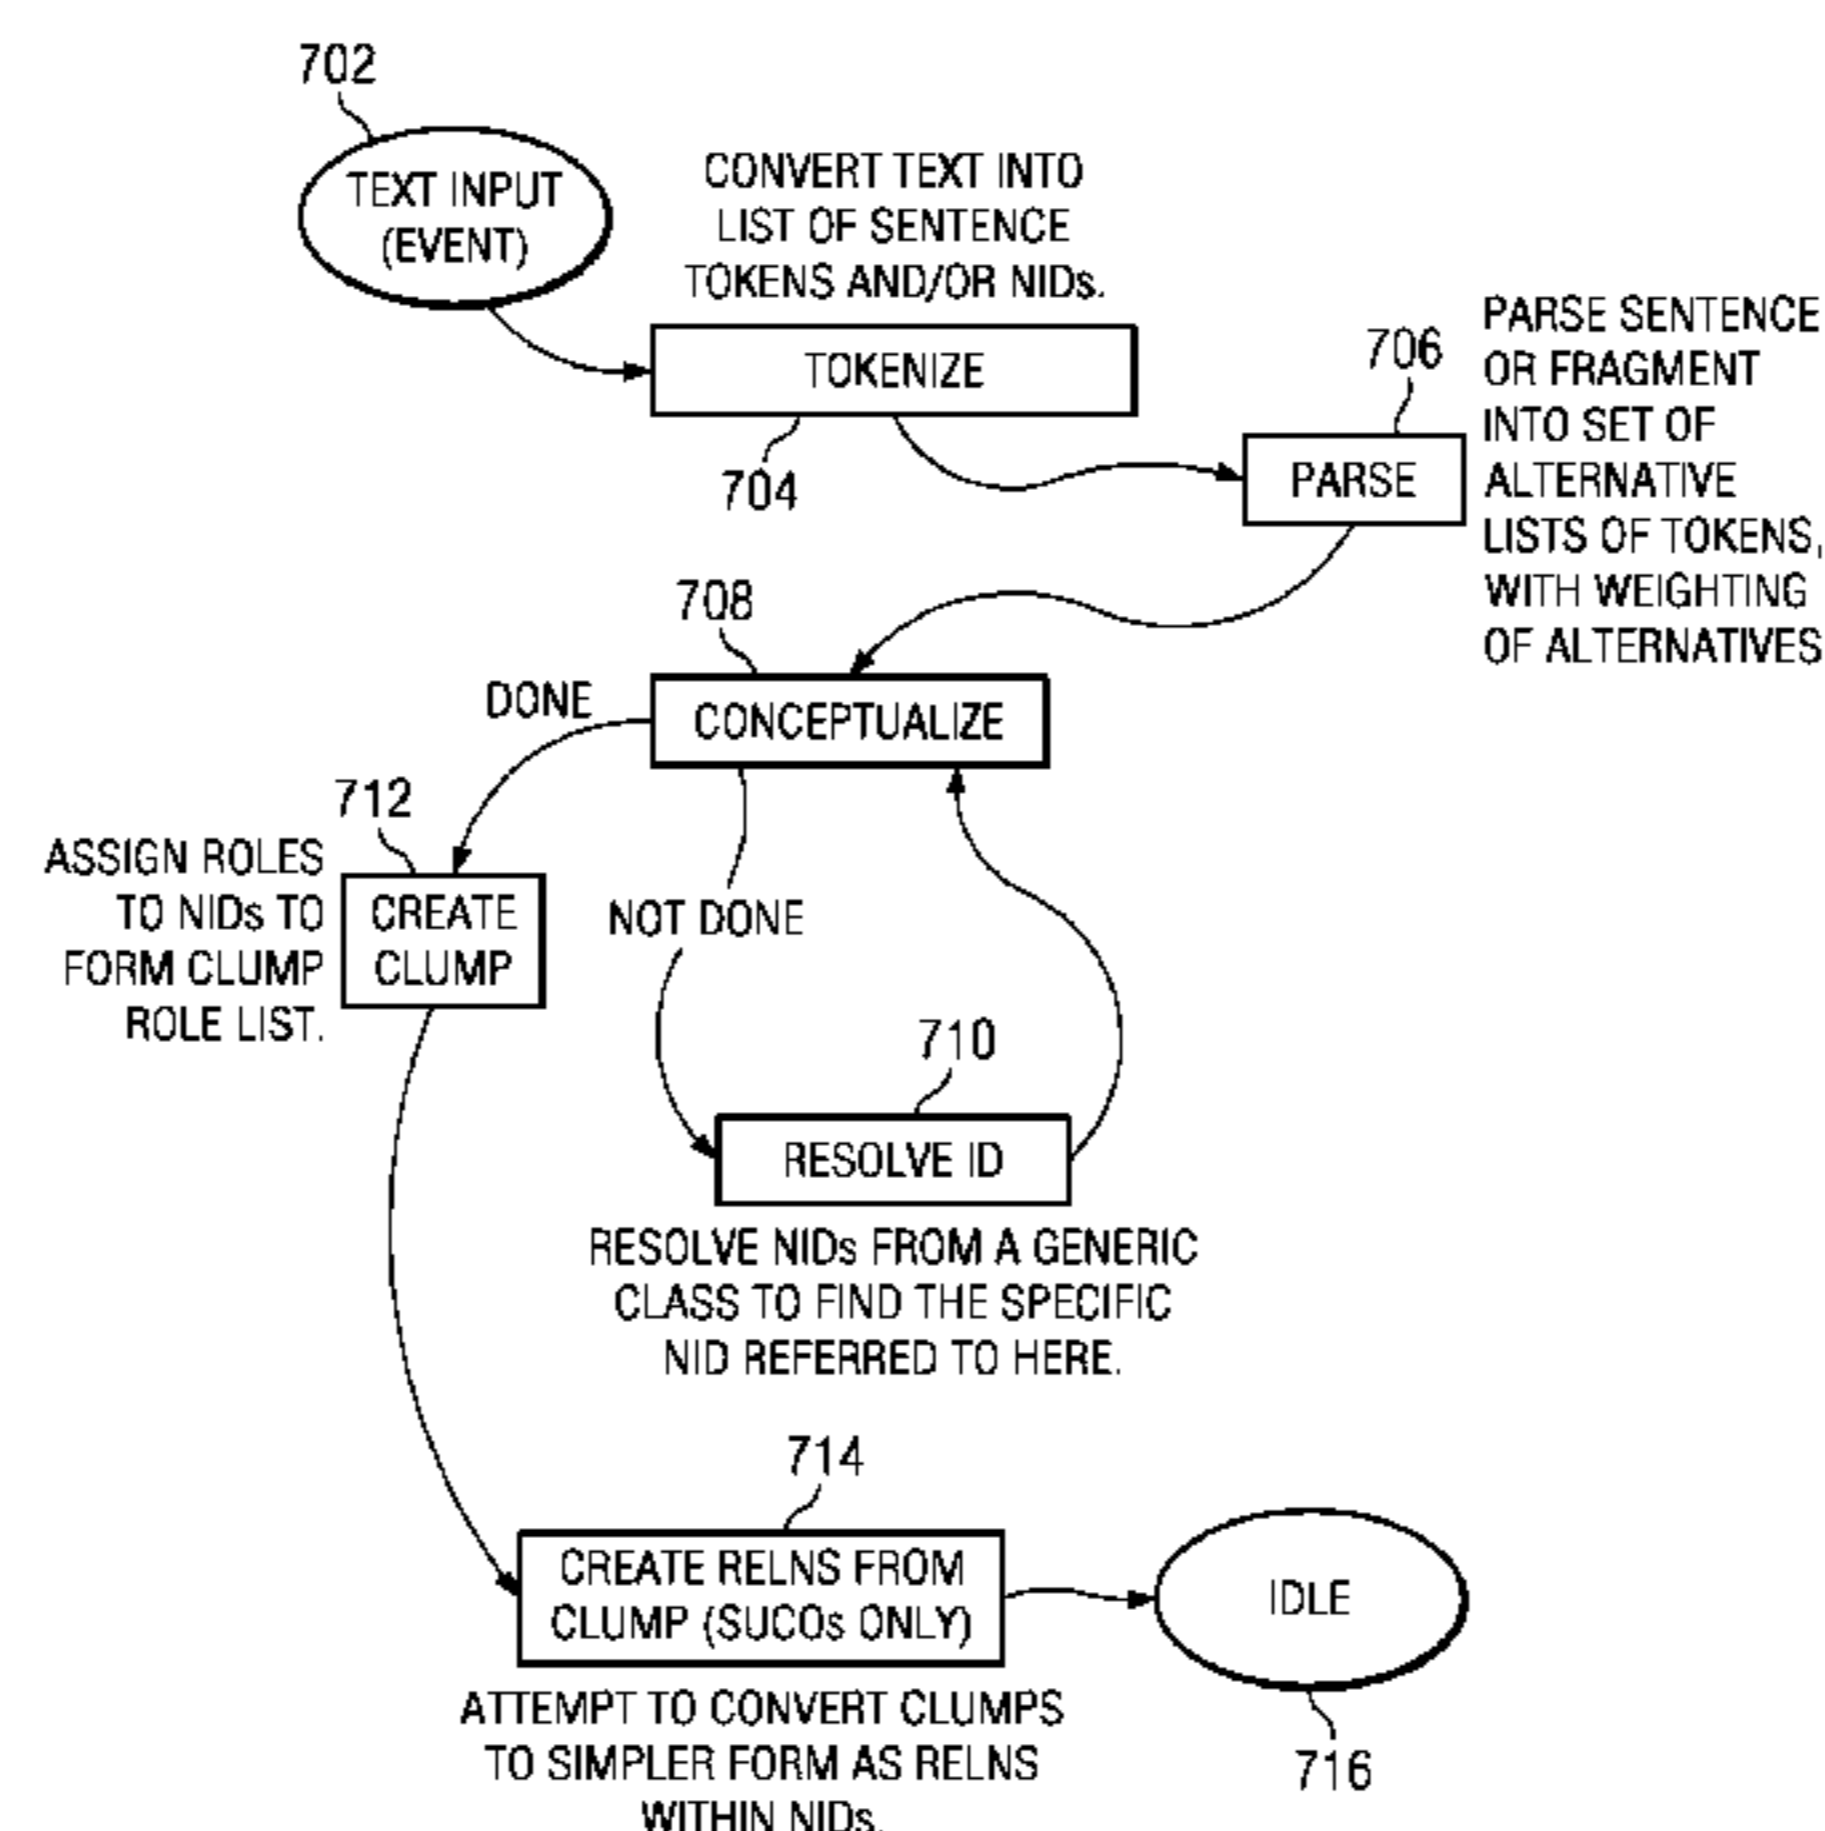 702
TEXT INPUT
(EVENT)
CONVERT TEXT INTO
LIST OF SENTENCE
TOKENS AND/OR NIDs.
TOKENIZE
704
706
PARSE
PARSE SENTENCE
OR FRAGMENT
INTO SET OF
ALTERNATIVE
LISTS OF TOKENS,
WITH WEIGHTING
OF ALTERNATIVES
708
CONCEPTUALIZE
DONE
712
ASSIGN ROLES
TO NIDs TO
FORM CLUMP
ROLE LIST.
CREATE
CLUMP
NOT DONE
710
RESOLVE ID
RESOLVE NIDs FROM A GENERIC
CLASS TO FIND THE SPECIFIC
NID REFERRED TO HERE.
714
CREATE RELNS FROM
CLUMP (SUCOs ONLY)
ATTEMPT TO CONVERT CLUMPS
TO SIMPLER FORM AS RELNS
WITHIN NIDs.
IDLE
716